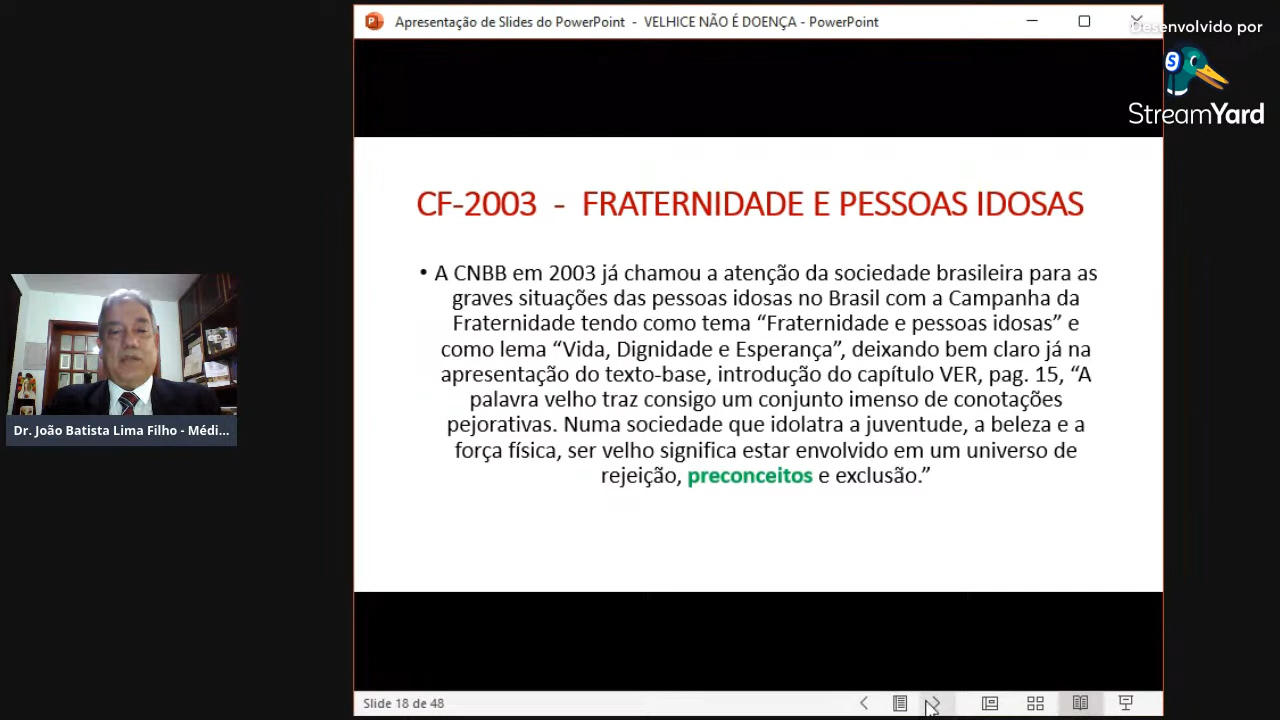 Apresentação de Slides do PowerPoint - VELHICE NÃO É DOENÇA - PowerPoint
Desenvolvido por
S
StreamYard
CF-2003 - FRATERNIDADE E PESSOAS IDOSAS
• A CNBB em 2003 já chamou a atenção da sociedade brasileira para as
graves situações das pessoas idosas no Brasil com a Campanha da
Fraternidade tendo como tema “Fraternidade e pessoas idosas” e
como lema “Vida, Dignidade e Esperança”, deixando bem claro já na
apresentação do texto-base, introdução do capítulo VER, pag. 15, “A
palavra velho traz consigo um conjunto imenso de conotações
pejorativas. Numa sociedade que idolatra a juventude, a beleza e a
força física, ser velho significa estar envolvido em um universo de
rejeição, preconceitos e exclusão.”
Dr. João Batista Lima Filho - Médi...
Slide 18 de 48